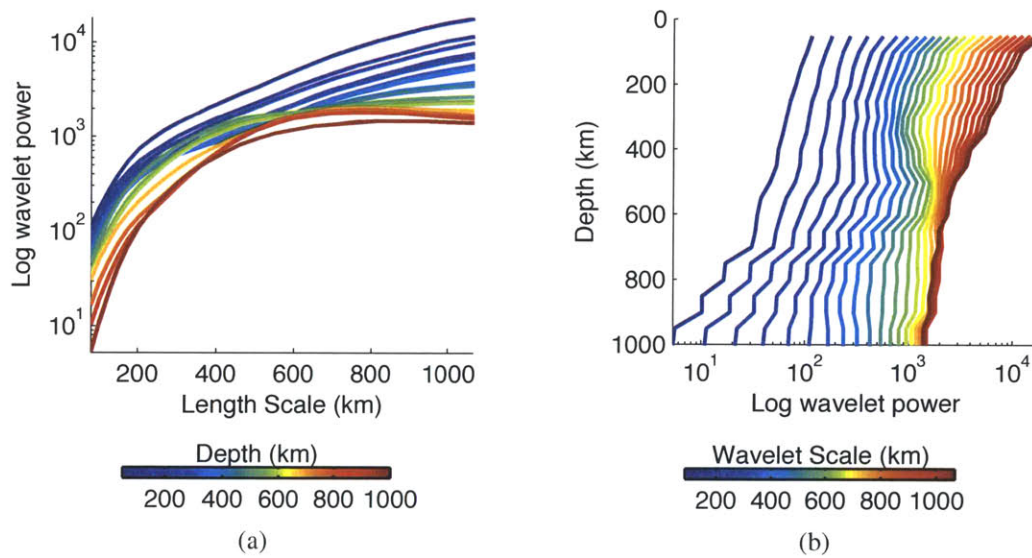 10^4
10^3
10^2
10^1
Log wavelet power
200 400 600 800 1000
Length Scale (km)
Depth (km)
200 400 600 800 1000
(a)
0
200
400
600
800
1000
Depth (km)
10^1 10^2 10^3 10^4
Log wavelet power
Wavelet Scale (km)
200 400 600 800 1000
(b)